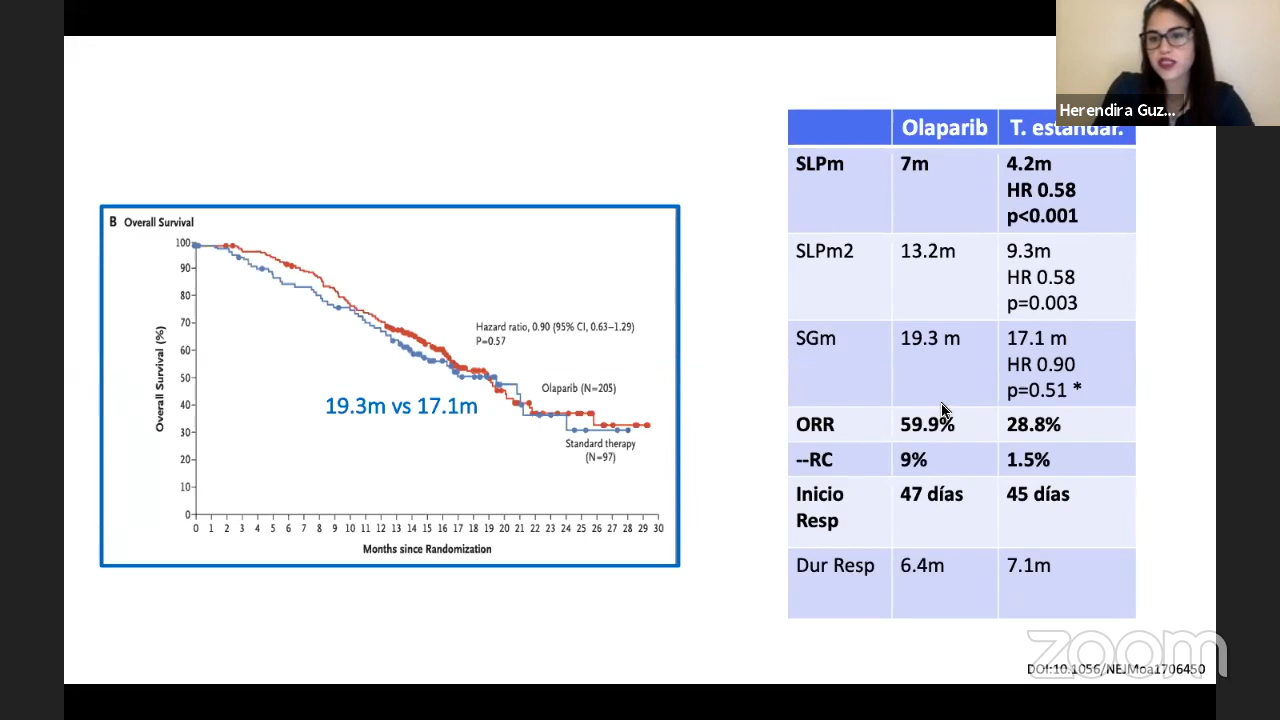 Herendira Guz...
B Overall Survival
Overall Survival (%)
100
90
80
70
60
50
40
30
20
10
0
0 1 2 3 4 5 6 7 8 9 10 11 12 13 14 15 16 17 18 19 20 21 22 23 24 25 26 27 28 29 30
Months since Randomization
Hazard ratio, 0.90 (95% CI, 0.63–1.29)
P=0.57
Olaparib (N=205)
19.3m vs 17.1m
Standard therapy
(N=97)
Olaparib T. estándar.
SLPm 7m 4.2m
HR 0.58
p<0.001
SLPm2 13.2m 9.3m
HR 0.58
p=0.003
SGm 19.3 m 17.1 m
HR 0.90
p=0.51 *
ORR 59.9% 28.8%
--RC 9% 1.5%
Inicio 47 días 45 días
Resp
Dur Resp 6.4m 7.1m
zoom
DOI:10.1056/NEJMoa1706450